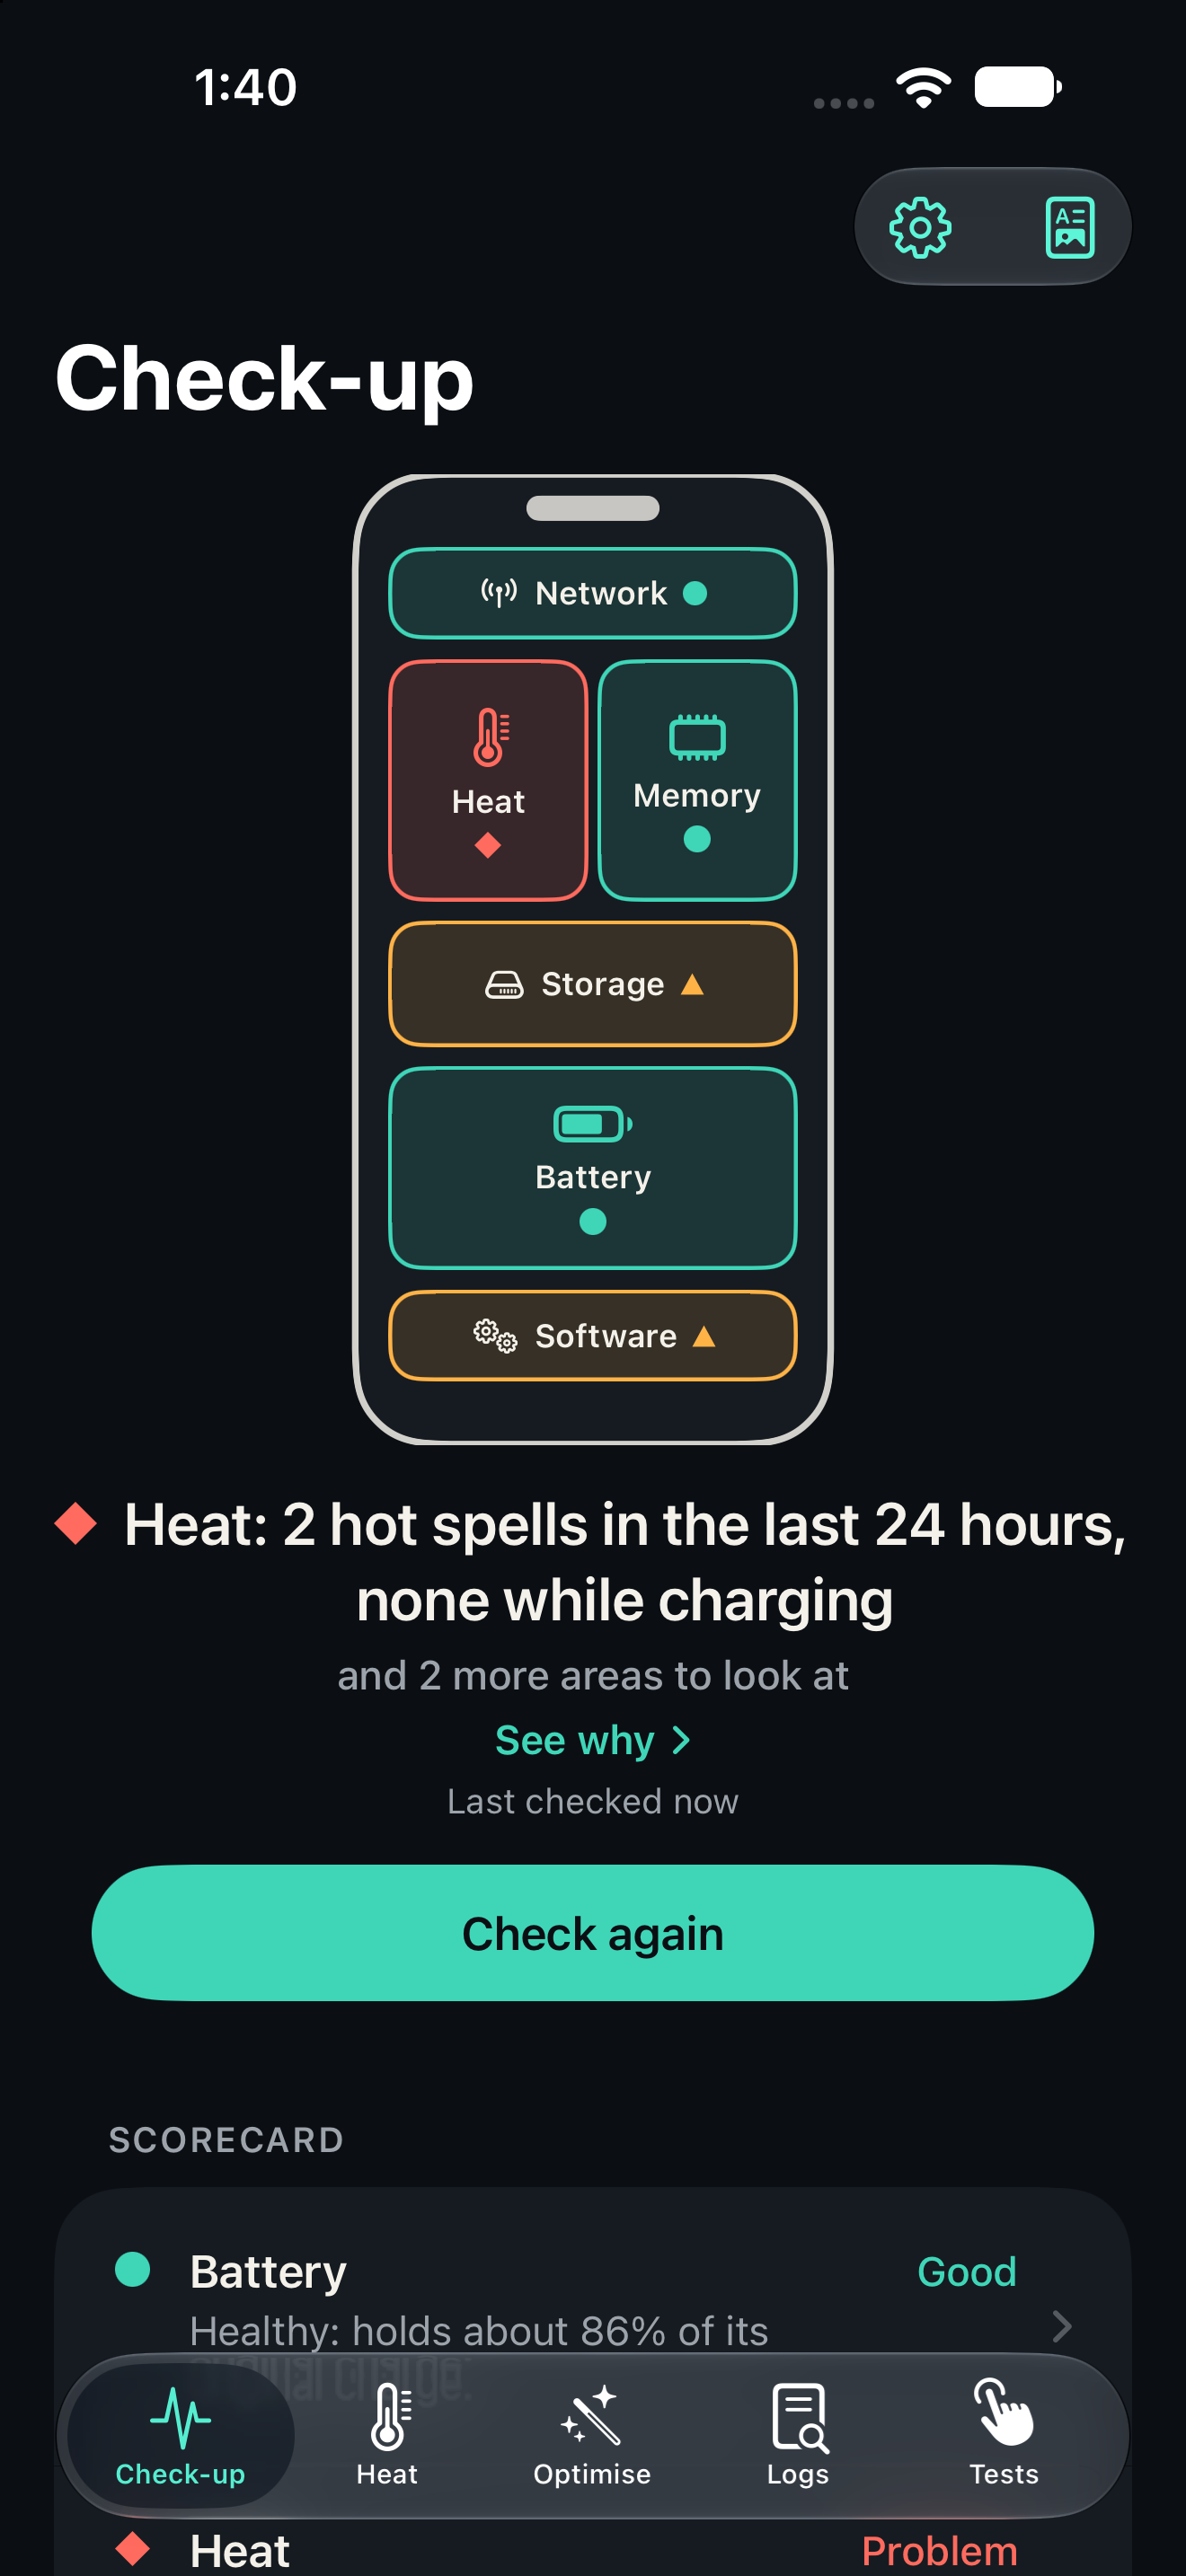 1:40
Check-up
Network
Heat
Memory
Storage
Battery
Software
Heat: 2 hot spells in the last 24 hours,
none while charging
and 2 more areas to look at
See why
Last checked now
Check again
SCORECARD
Battery
Good
Healthy: holds about 86% of its
Check-up
Heat
Optimise
Logs
Tests
Heat
Problem